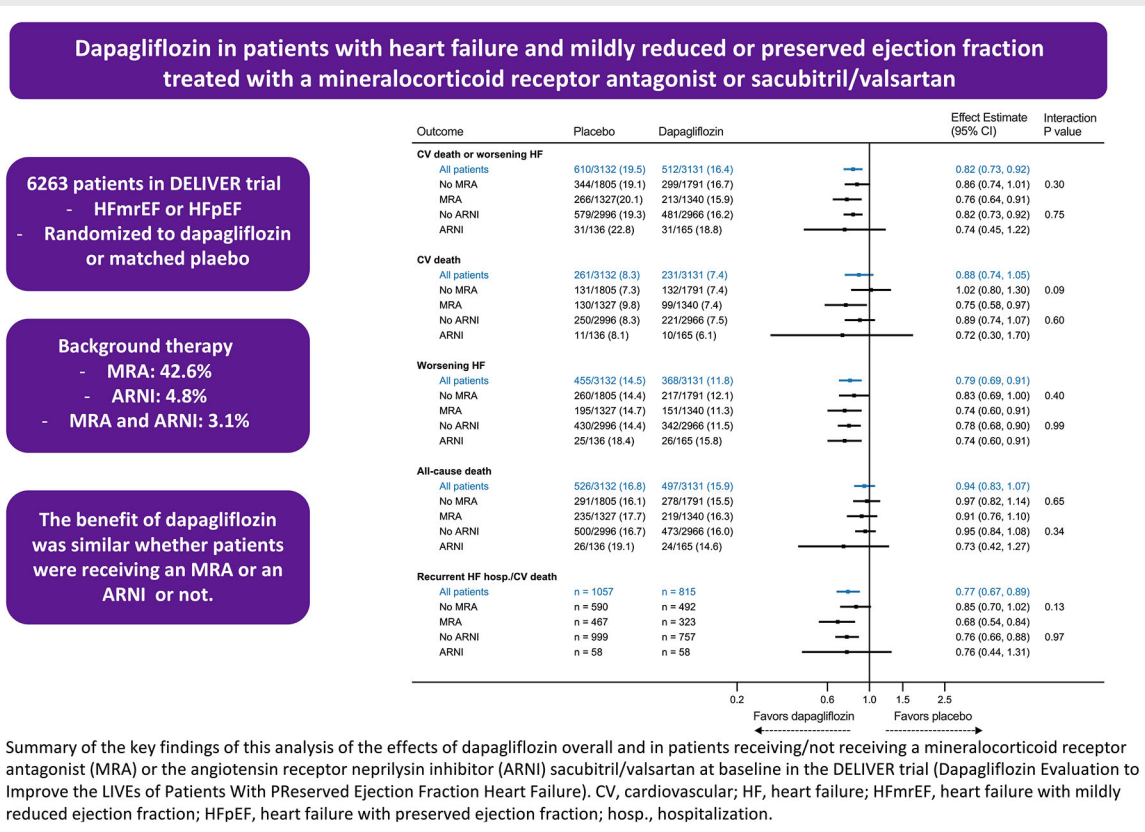 Dapagliflozin in patients with heart failure and mildly reduced or preserved ejection fraction
treated with a mineralocorticoid receptor antagonist or sacubitril/valsartan
6263 patients in DELIVER trial
- HFmrEF or HFpEF
- Randomized to dapagliflozin
or matched plaebo
Background therapy
- MRA: 42.6%
- ARNI: 4.8%
- MRA and ARNI: 3.1%
The benefit of dapagliflozin
was similar whether patients
were receiving an MRA or an
ARNI or not.
Outcome Placebo Dapagliflozin Effect Estimate (95% CI) Interaction P value
CV death or worsening HF
All patients 610/3132 (19.5) 512/3131 (16.4) 0.82 (0.73, 0.92)
No MRA 344/1805 (19.1) 299/1791 (16.7) 0.86 (0.74, 1.01) 0.30
MRA 266/1327(20.1) 213/1340 (15.9) 0.76 (0.64, 0.91)
No ARNI 579/2996 (19.3) 481/2966 (16.2) 0.82 (0.73, 0.92) 0.75
ARNI 31/136 (22.8) 31/165 (18.8) 0.74 (0.45, 1.22)
CV death
All patients 261/3132 (8.3) 231/3131 (7.4) 0.88 (0.74, 1.05)
No MRA 131/1805 (7.3) 132/1791 (7.4) 1.02 (0.80, 1.30) 0.09
MRA 130/1327 (9.8) 99/1340 (7.4) 0.75 (0.58, 0.97)
No ARNI 250/2996 (8.3) 221/2966 (7.5) 0.89 (0.74, 1.07) 0.60
ARNI 11/136 (8.1) 10/165 (6.1) 0.72 (0.30, 1.70)
Worsening HF
All patients 455/3132 (14.5) 368/3131 (11.8) 0.79 (0.69, 0.91)
No MRA 260/1805 (14.4) 217/1791 (12.1) 0.83 (0.69, 1.00) 0.40
MRA 195/1327 (14.7) 151/1340 (11.3) 0.74 (0.60, 0.91)
No ARNI 430/2996 (14.4) 342/2966 (11.5) 0.78 (0.68, 0.90) 0.99
ARNI 25/136 (18.4) 26/165 (15.8) 0.74 (0.60, 0.91)
All-cause death
All patients 526/3132 (16.8) 497/3131 (15.9) 0.94 (0.83, 1.07)
No MRA 291/1805 (16.1) 278/1791 (15.5) 0.97 (0.82, 1.14) 0.65
MRA 235/1327 (17.7) 219/1340 (16.3) 0.91 (0.76, 1.10)
No ARNI 500/2996 (16.7) 473/2966 (16.0) 0.95 (0.84, 1.08) 0.34
ARNI 26/136 (19.1) 24/165 (14.6) 0.73 (0.42, 1.27)
Recurrent HF hosp./CV death
All patients n = 1057 n = 815 0.77 (0.67, 0.89)
No MRA n = 590 n = 492 0.85 (0.70, 1.02) 0.13
MRA n = 467 n = 323 0.68 (0.54, 0.84)
No ARNI n = 999 n = 757 0.76 (0.66, 0.88) 0.97
ARNI n = 58 n = 58 0.76 (0.44, 1.31)
0.2 0.6 1.0 1.5 2.5
Favors dapagliflozin Favors placebo
Summary of the key findings of this analysis of the effects of dapagliflozin overall and in patients receiving/not receiving a mineralocorticoid receptor
antagonist (MRA) or the angiotensin receptor neprilysin inhibitor (ARNI) sacubitril/valsartan at baseline in the DELIVER trial (Dapagliflozin Evaluation to
Improve the LIVEs of Patients With PReserved Ejection Fraction Heart Failure). CV, cardiovascular; HF, heart failure; HFmrEF, heart failure with mildly
reduced ejection fraction; HFpEF, heart failure with preserved ejection fraction; hosp., hospitalization.